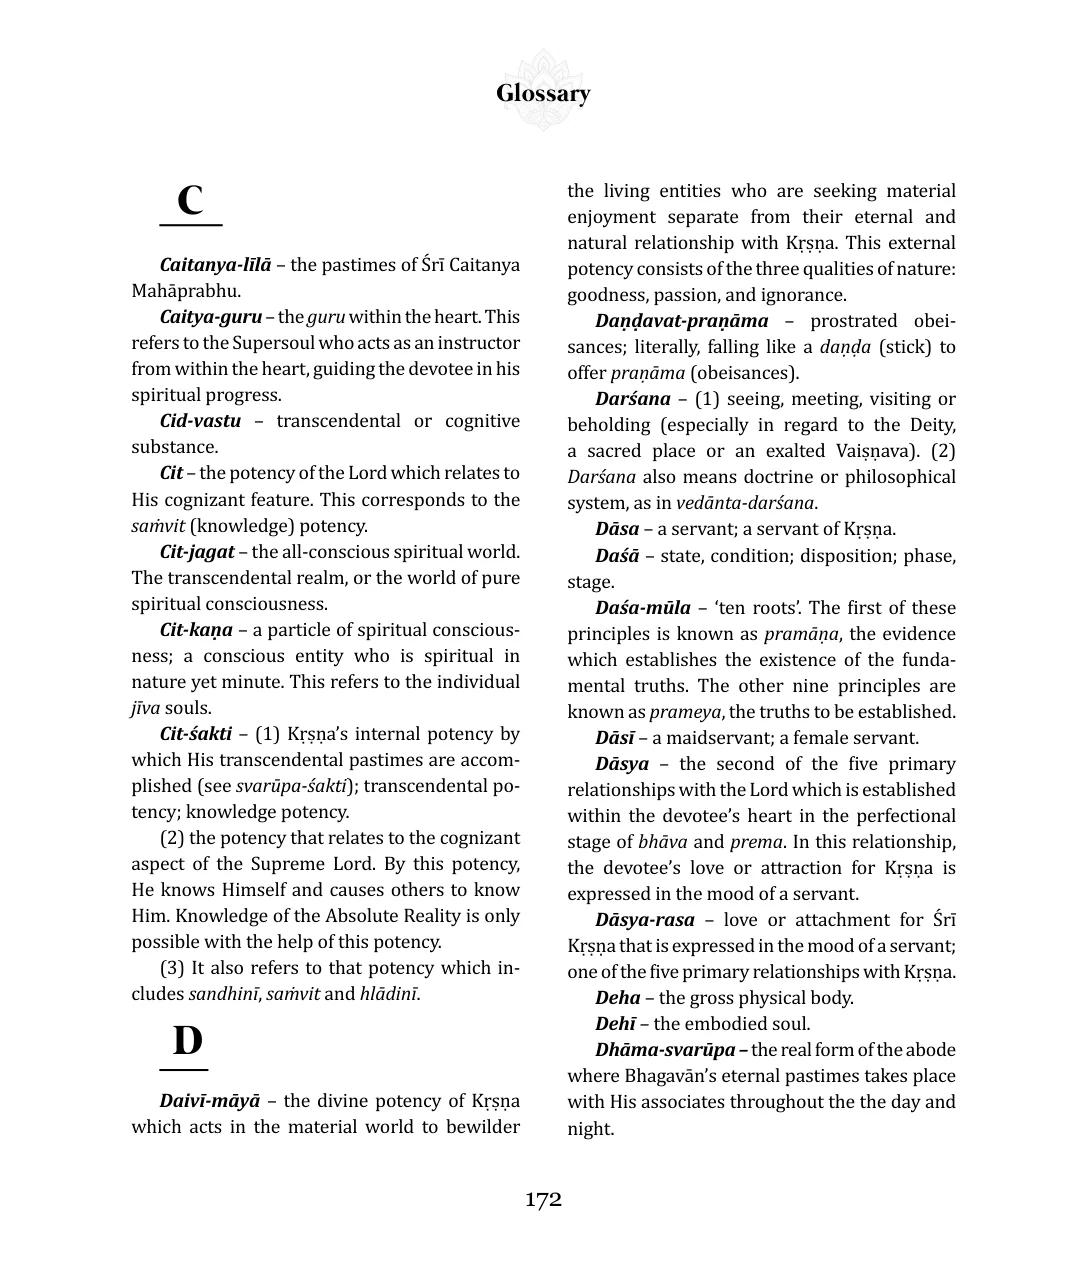 Glossary
C
Caitanya-līlā – the pastimes of Śrī Caitanya
Mahāprabhu.
Caitya-guru – the guru within the heart. This
refers to the Supersoul who acts as an instructor
from within the heart, guiding the devotee in his
spiritual progress.
Cid-vastu – transcendental or cognitive
substance.
Cit – the potency of the Lord which relates to
His cognizant feature. This corresponds to the
saṁvit (knowledge) potency.
Cit-jagat – the all-conscious spiritual world.
The transcendental realm, or the world of pure
spiritual consciousness.
Cit-kaṇa – a particle of spiritual conscious-
ness; a conscious entity who is spiritual in
nature yet minute. This refers to the individual
jīva souls.
Cit-śakti – (1) Kṛṣṇa’s internal potency by
which His transcendental pastimes are accom-
plished (see svarūpa-śakti); transcendental po-
tency; knowledge potency.
(2) the potency that relates to the cognizant
aspect of the Supreme Lord. By this potency,
He knows Himself and causes others to know
Him. Knowledge of the Absolute Reality is only
possible with the help of this potency.
(3) It also refers to that potency which in-
cludes sandhinī, saṁvit and hlādinī.
D
Daivī-māyā – the divine potency of Kṛṣṇa
which acts in the material world to bewilder
the living entities who are seeking material
enjoyment separate from their eternal and
natural relationship with Kṛṣṇa. This external
potency consists of the three qualities of nature:
goodness, passion, and ignorance.
Daṇḍavat-praṇāma – prostrated obei-
sances; literally, falling like a daṇḍa (stick) to
offer praṇāma (obeisances).
Darśana – (1) seeing, meeting, visiting or
beholding (especially in regard to the Deity,
a sacred place or an exalted Vaiṣṇava). (2)
Darśana also means doctrine or philosophical
system, as in vedānta-darśana.
Dāsa – a servant; a servant of Kṛṣṇa.
Daśā – state, condition; disposition; phase,
stage.
Daśa-mūla – ‘ten roots’. The first of these
principles is known as pramāṇa, the evidence
which establishes the existence of the funda-
mental truths. The other nine principles are
known as prameya, the truths to be established.
Dāsī – a maidservant; a female servant.
Dāsya – the second of the five primary
relationships with the Lord which is established
within the devotee’s heart in the perfectional
stage of bhāva and prema. In this relationship,
the devotee’s love or attraction for Kṛṣṇa is
expressed in the mood of a servant.
Dāsya-rasa – love or attachment for Śrī
Kṛṣṇa that is expressed in the mood of a servant;
one of the five primary relationships with Kṛṣṇa.
Deha – the gross physical body.
Dehī – the embodied soul.
Dhāma-svarūpa – the real form of the abode
where Bhagavān’s eternal pastimes takes place
with His associates throughout the the day and
night.
172